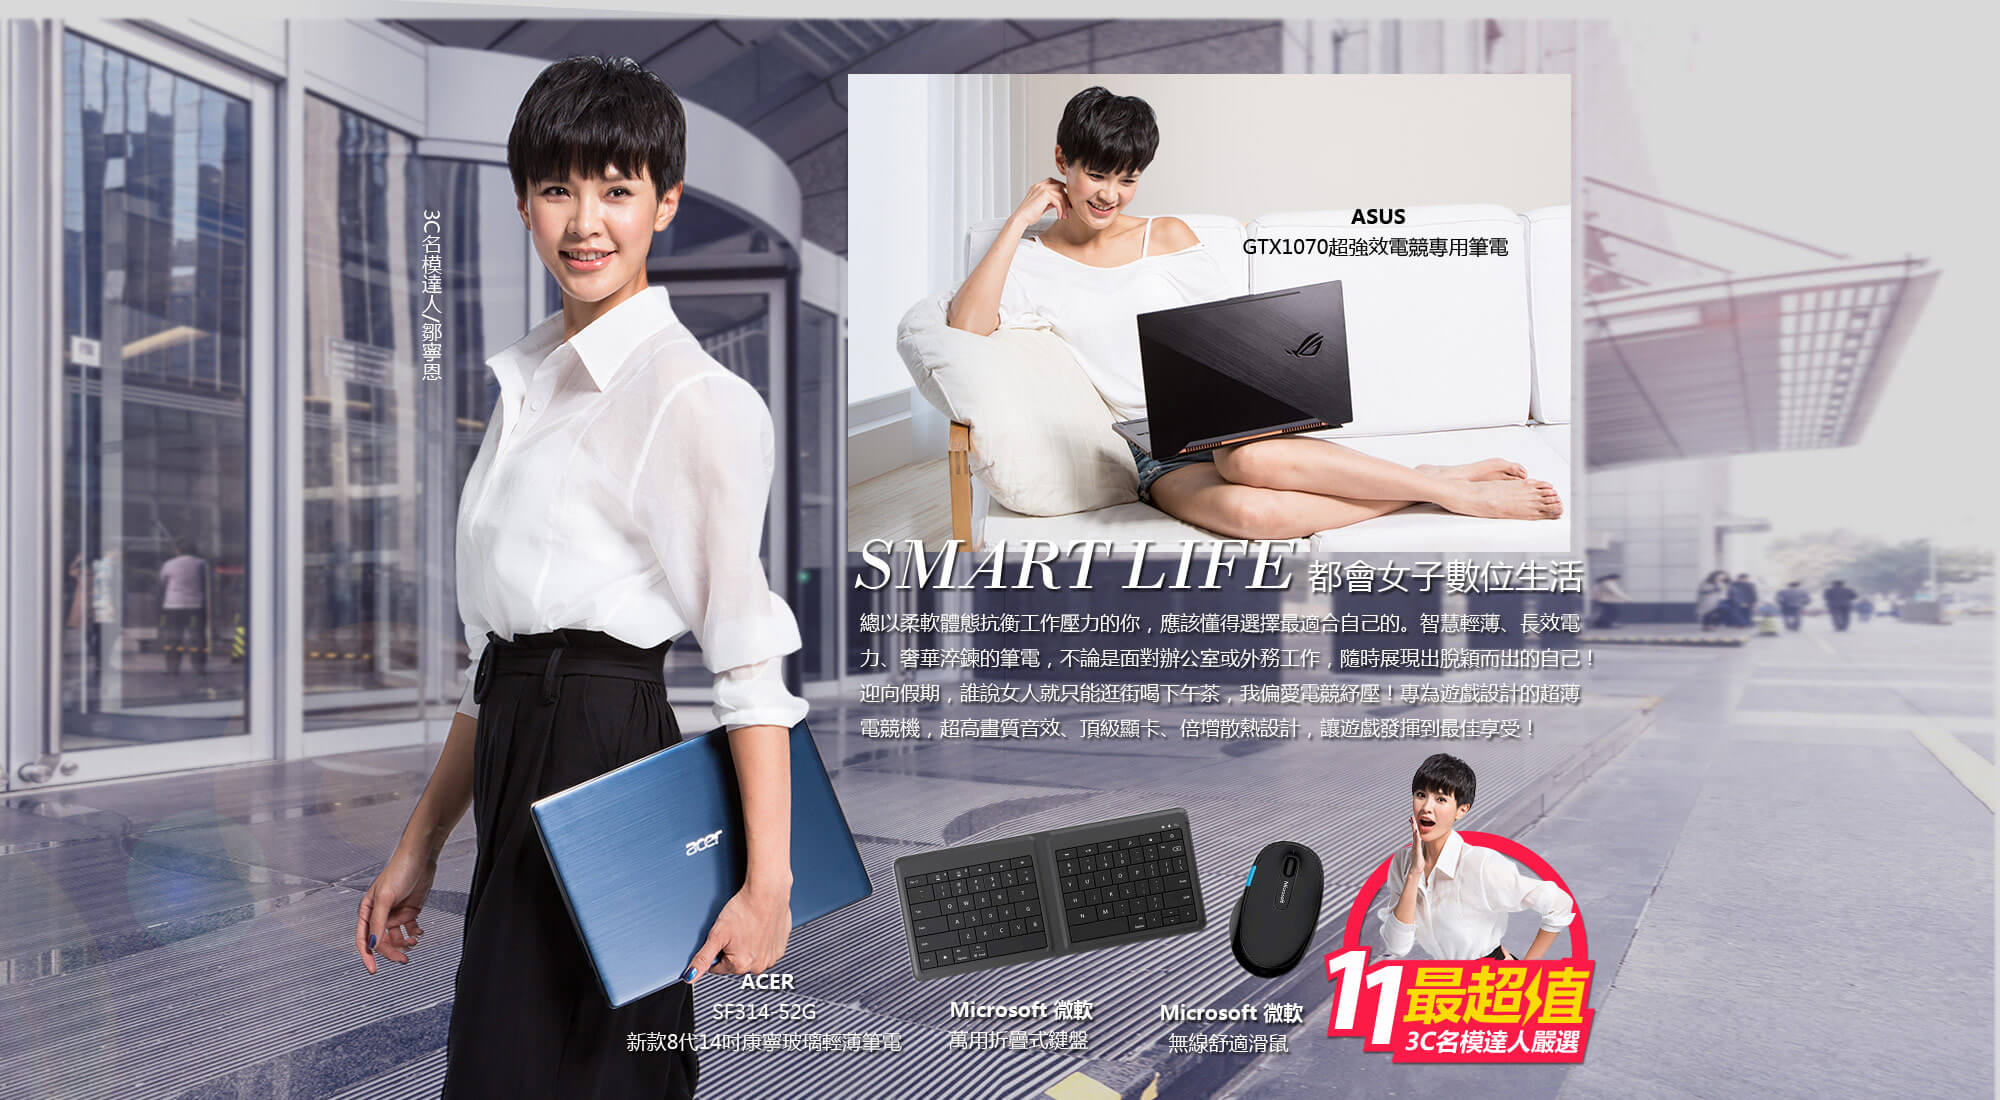 3C名模達人/鄒寧恩
ASUS
GTX1070超強效電競專用筆電
SMART LIFE 都會女子數位生活
總以柔軟體態抗衡工作壓力的你，應該懂得選擇最適合自己的。智慧輕薄、長效電
力、奢華淬鍊的筆電，不論是面對辦公室或外務工作，隨時展現出脫穎而出的自己！
迎向假期，誰說女人就只能逛街喝下午茶，我偏愛電競紓壓！專為遊戲設計的超薄
電競機，超高畫質音效、頂級顯卡、倍增散熱設計，讓遊戲發揮到最佳享受！
acer
ACER
SF314-52G
新款8代14吋康寧玻璃輕薄筆電
Microsoft 微軟
萬用折疊式鍵盤
Microsoft
Microsoft 微軟
無線舒適滑鼠
11最超值
3C名模達人嚴選